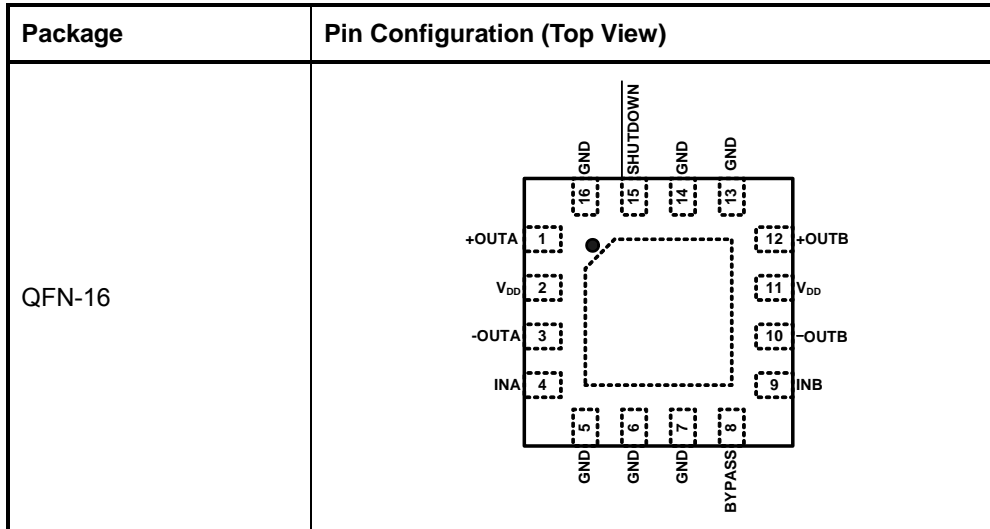 Package
Pin Configuration (Top View)
QFN-16
GND
SHUTDOWN
GND
GND
16
15
14
13
+OUTA 1
12 +OUTB
VDD 2
11 VDD
-OUTA 3
10 −OUTB
INA 4
9 INB
5
6
7
8
GND
GND
GND
BYPASS